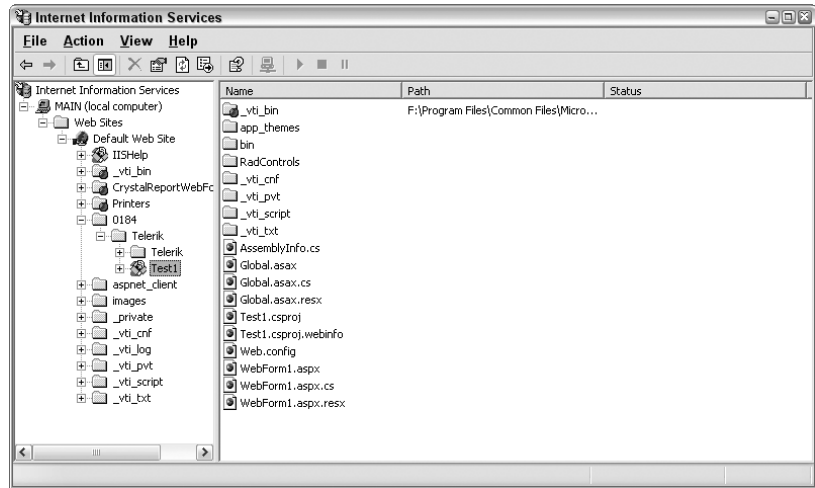 Internet Information Services
File Action View Help
Internet Information Services
MAIN (local computer)
Web Sites
Default Web Site
IISHelp
_vti_bin
CrystalReportWebFc
Printers
0184
Telerik
Telerik
Test1
aspnet_client
images
_private
_vti_cnf
_vti_log
_vti_pvt
_vti_script
_vti_txt
Name Path Status
_vti_bin F:\Program Files\Common Files\Micro...
app_themes
bin
RadControls
_vti_cnf
_vti_pvt
_vti_script
_vti_txt
AssemblyInfo.cs
Global.asax
Global.asax.cs
Global.asax.resx
Test1.csproj
Test1.csproj.webinfo
Web.config
WebForm1.aspx
WebForm1.aspx.cs
WebForm1.aspx.resx